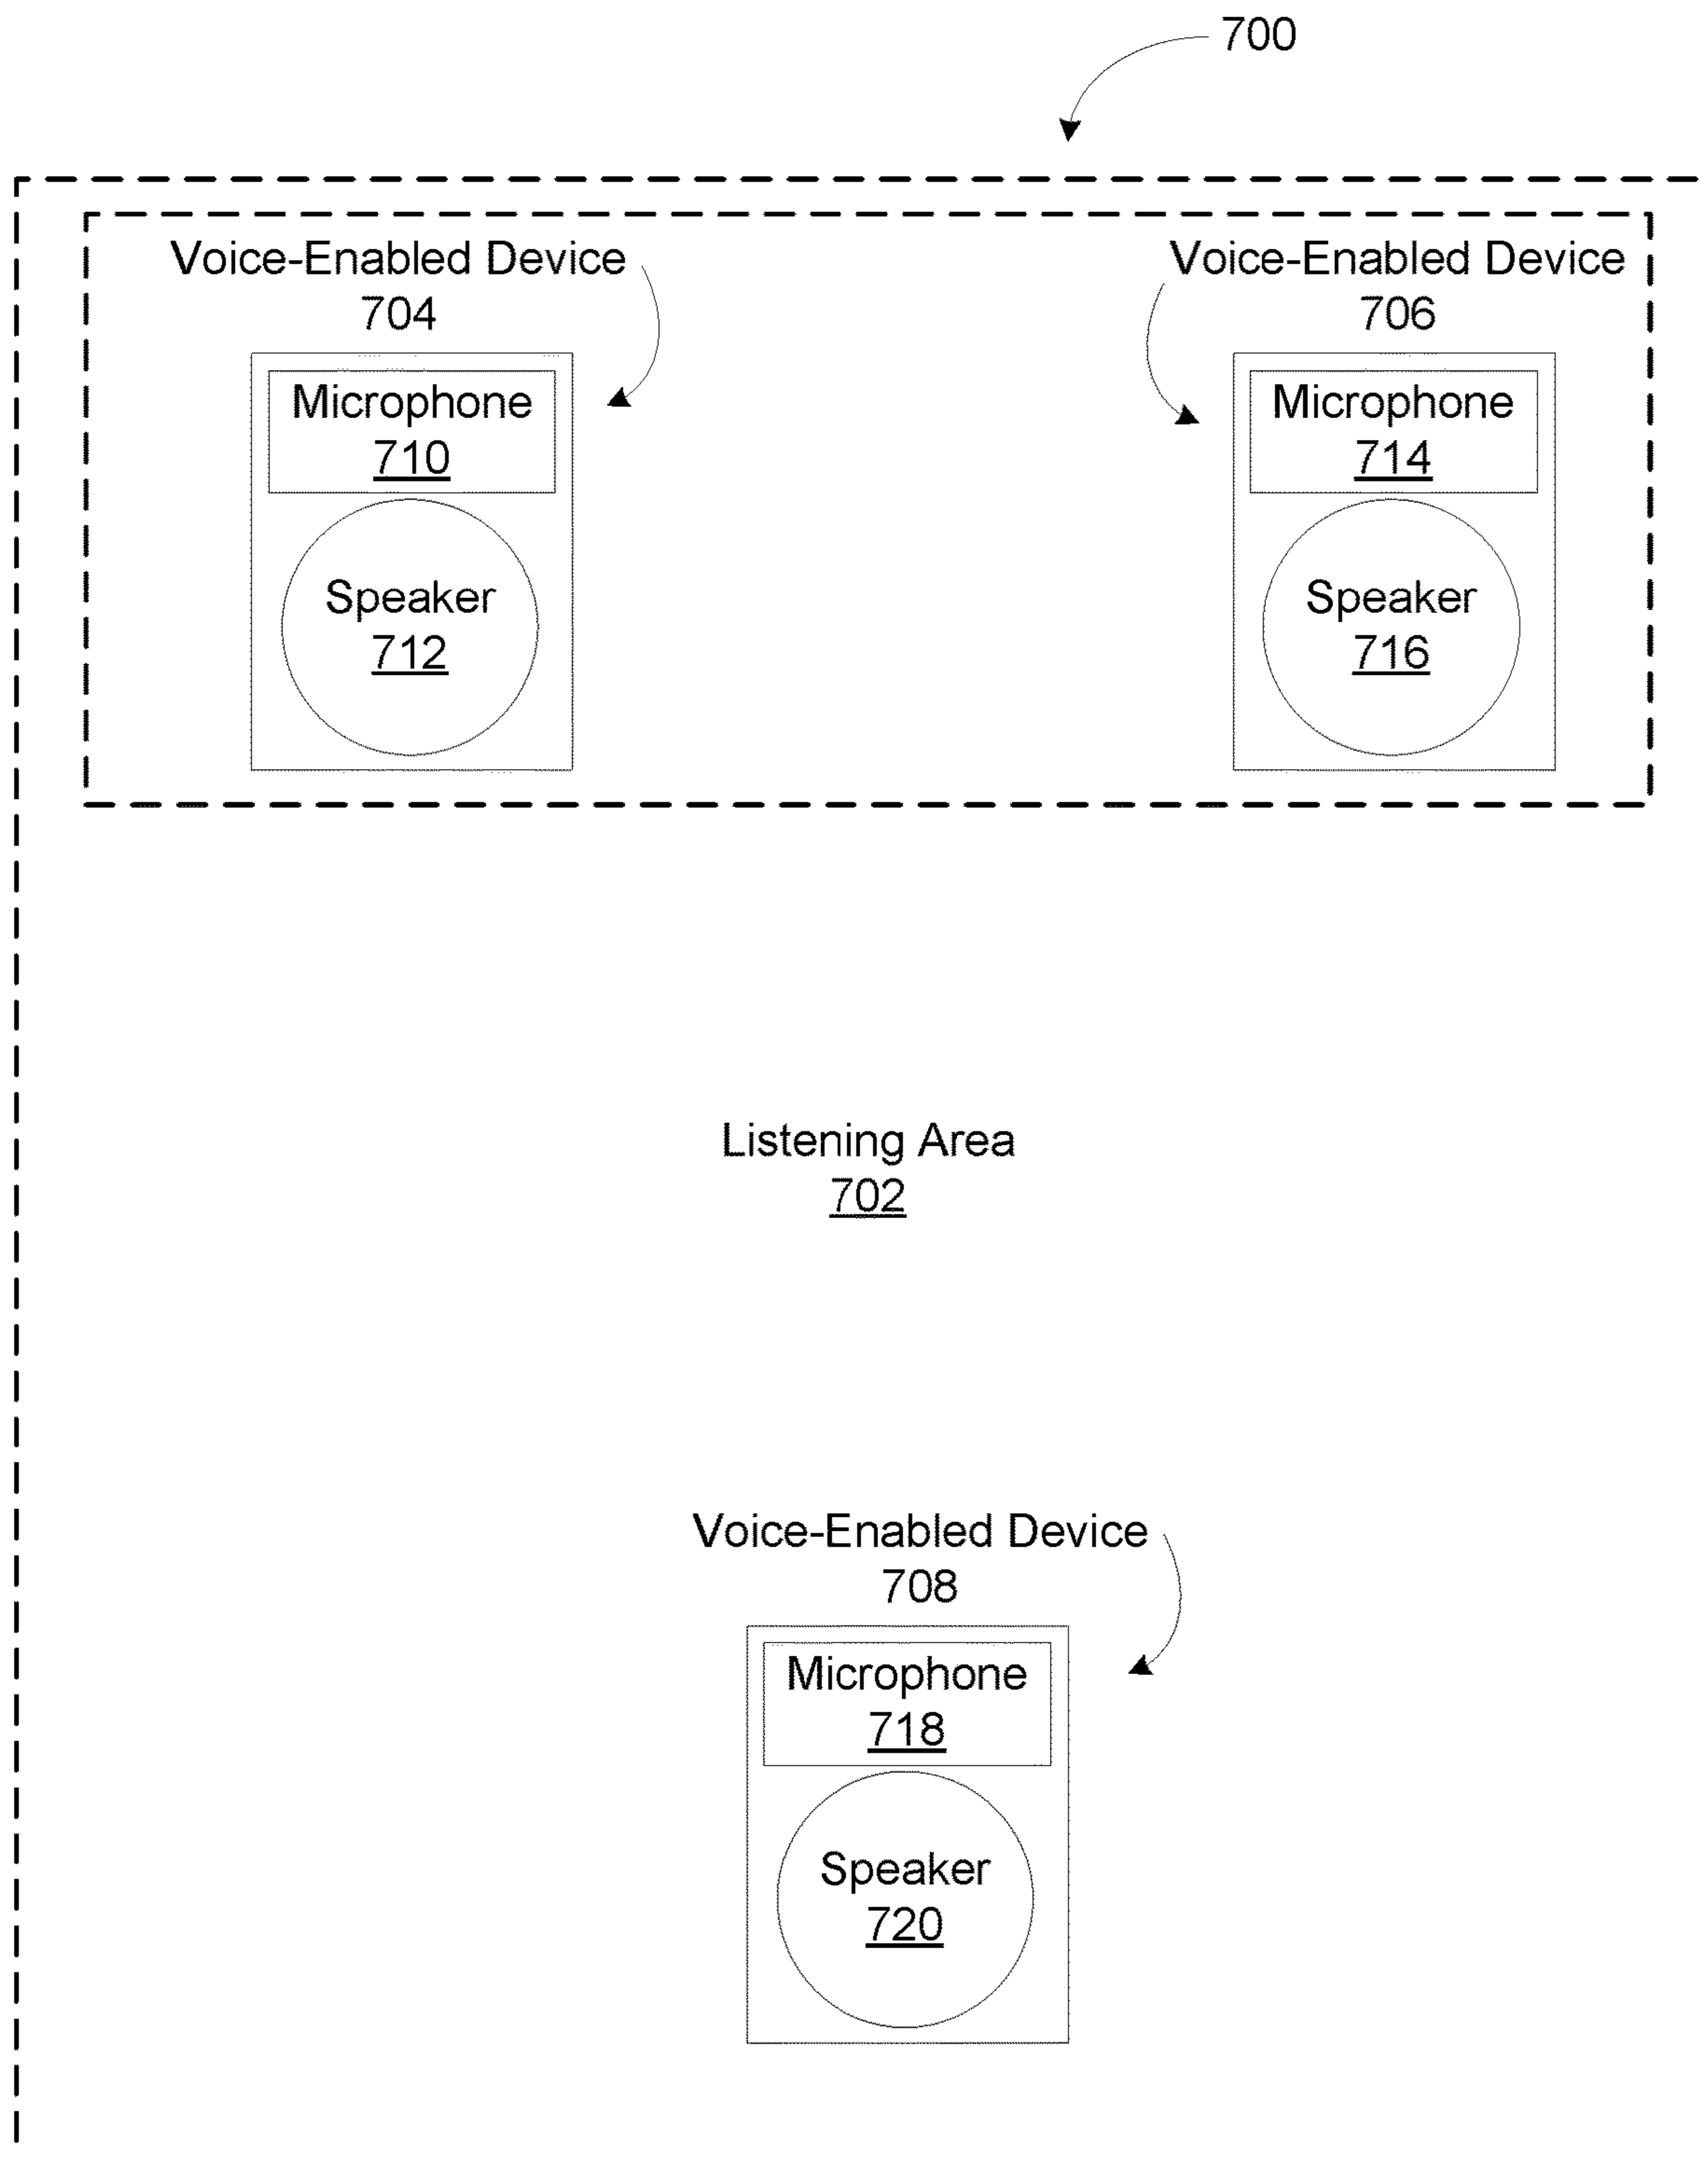 700
Voice-Enabled Device
704
Voice-Enabled Device
706
Microphone
710
Microphone
714
Speaker
712
Speaker
716
Listening Area
702
Voice-Enabled Device
708
Microphone
718
Speaker
720